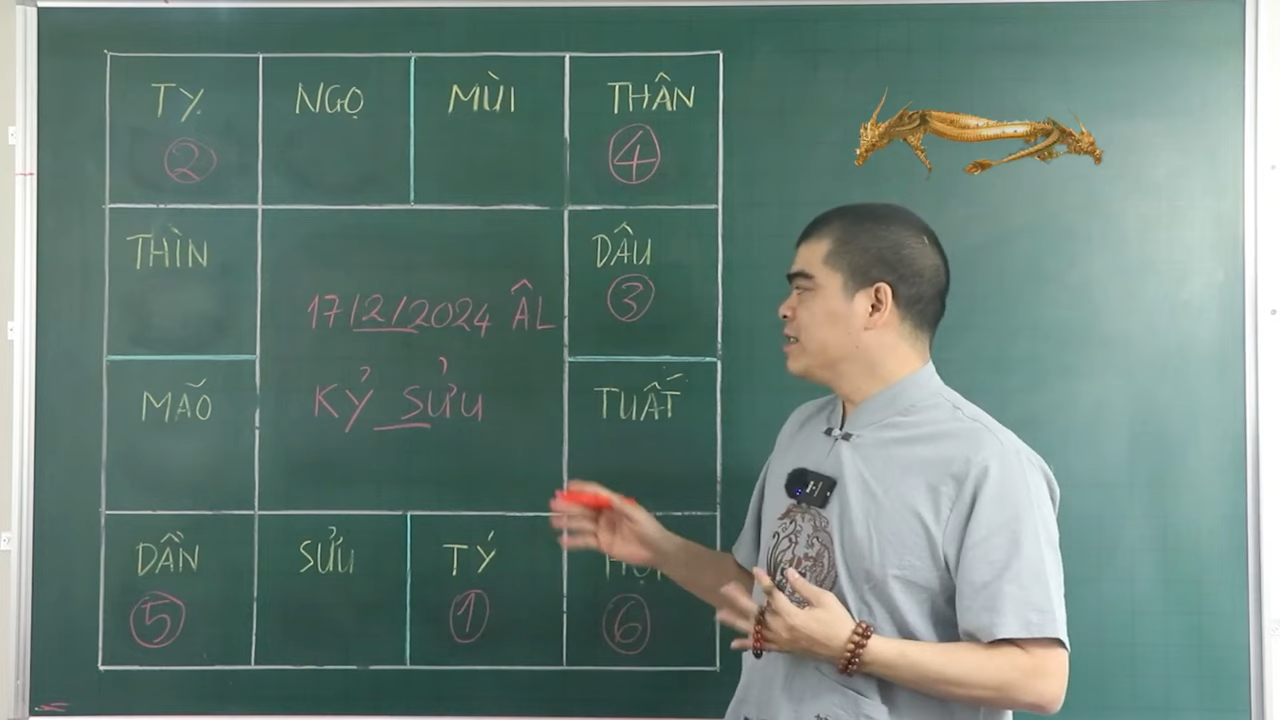 TỴ
NGỌ
MÙI
THÂN
②
④
THÌN
DẬU
③
17/2/2024 ÂL
KỶ SỬU
MÃO
TUẤT
DẦN
SỬU
TÝ
⑤
①
⑥